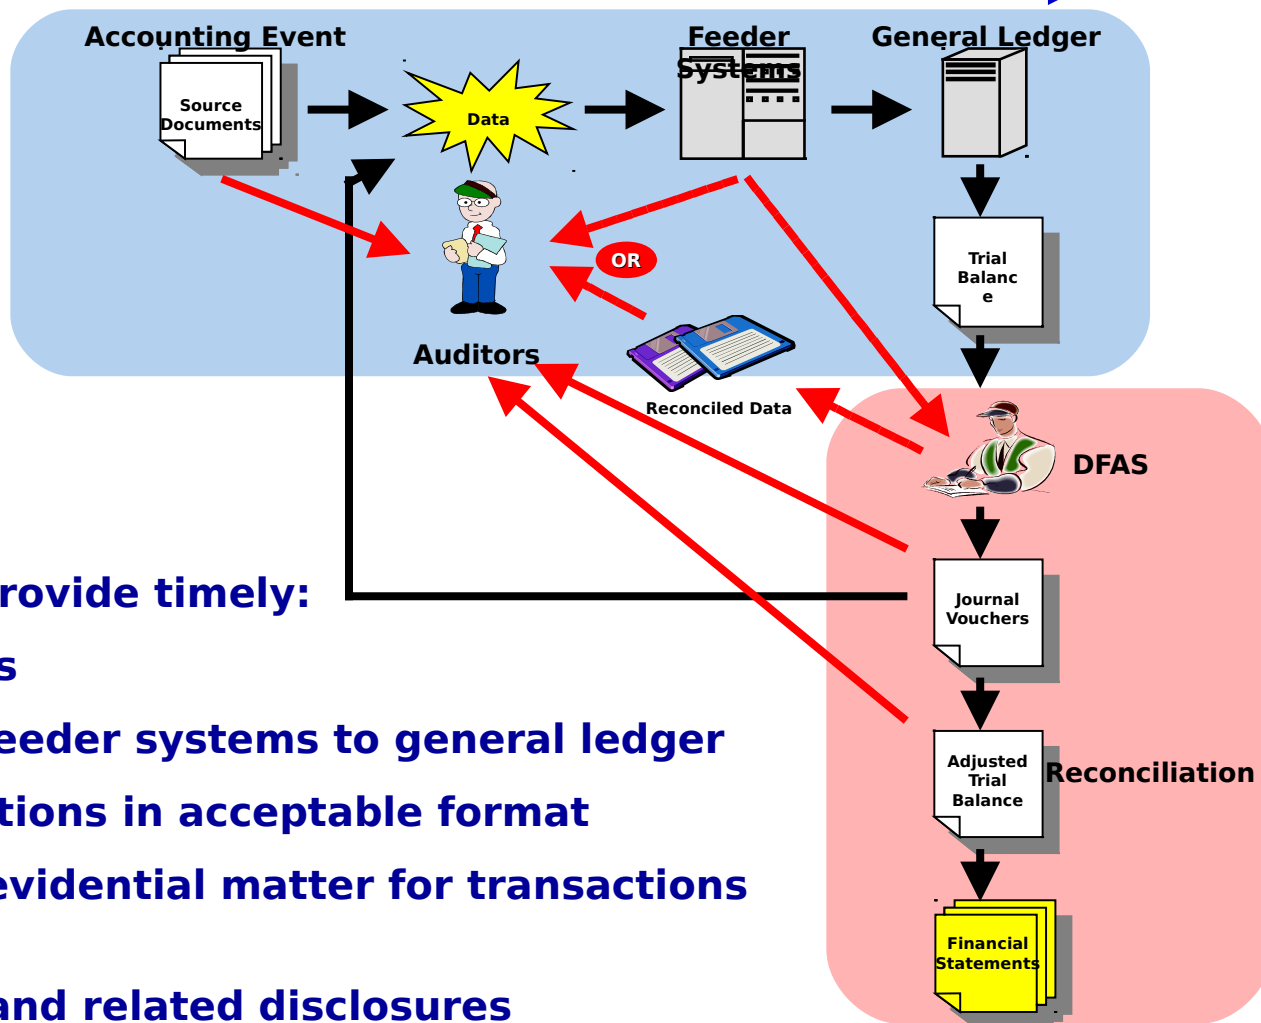 Accounting Event
Feeder
Systems
General Ledger
Source
Documents
Data
Trial
Balanc
e
OR
Auditors
Reconciled Data
DFAS
Journal
Vouchers
Adjusted
Trial
Balance
Reconciliation
Financial
Statements
rovide timely:
s
eeder systems to general ledger
tions in acceptable format
evidential matter for transactions
and related disclosures